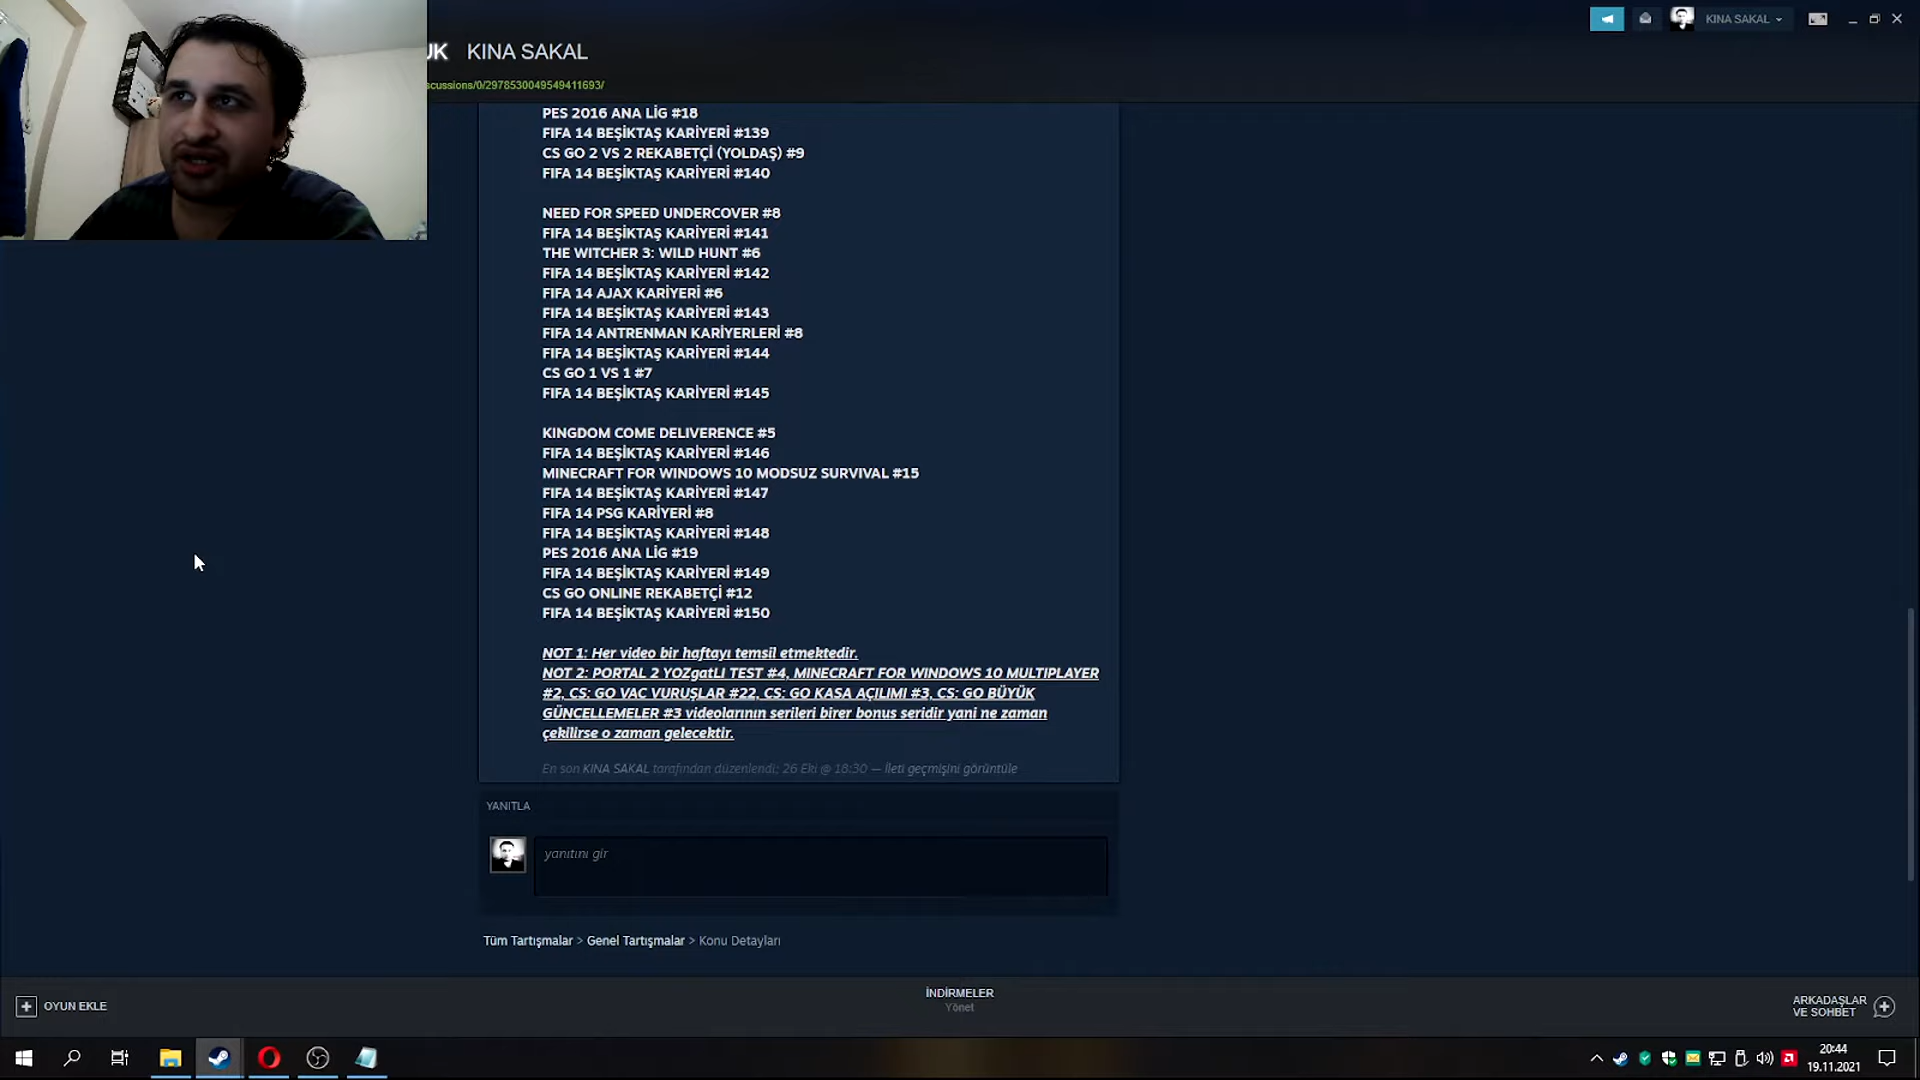 KINA SAKAL
UK KINA SAKAL
scussions/0/2978530049549411693/
PES 2016 ANA LİG #18
FIFA 14 BEŞİKTAŞ KARİYERİ #139
CS GO 2 VS 2 REKABETÇİ (YOLDAŞ) #9
FIFA 14 BEŞİKTAŞ KARİYERİ #140
NEED FOR SPEED UNDERCOVER #8
FIFA 14 BEŞİKTAŞ KARİYERİ #141
THE WITCHER 3: WILD HUNT #6
FIFA 14 BEŞİKTAŞ KARİYERİ #142
FIFA 14 AJAX KARİYERİ #6
FIFA 14 BEŞİKTAŞ KARİYERİ #143
FIFA 14 ANTRENMAN KARİYERLERİ #8
FIFA 14 BEŞİKTAŞ KARİYERİ #144
CS GO 1 VS 1 #7
FIFA 14 BEŞİKTAŞ KARİYERİ #145
KINGDOM COME DELIVERENCE #5
FIFA 14 BEŞİKTAŞ KARİYERİ #146
MINECRAFT FOR WINDOWS 10 MODSUZ SURVIVAL #15
FIFA 14 BEŞİKTAŞ KARİYERİ #147
FIFA 14 PSG KARİYERİ #8
FIFA 14 BEŞİKTAŞ KARİYERİ #148
PES 2016 ANA LİG #19
FIFA 14 BEŞİKTAŞ KARİYERİ #149
CS GO ONLINE REKABETÇİ #12
FIFA 14 BEŞİKTAŞ KARİYERİ #150
NOT 1: Her video bir haftayı temsil etmektedir.
NOT 2: PORTAL 2 YOZgatLI TEST #4, MINECRAFT FOR WINDOWS 10 MULTIPLAYER
#2, CS: GO VAC VURUŞLAR #22, CS: GO KASA AÇILIMI #3, CS: GO BÜYÜK
GÜNCELLEMELER #3 videolarının serileri birer bonus seridir yani ne zaman
çekilirse o zaman gelecektir.
En son KINA SAKAL tarafından düzenlendi; 26 Eki @ 18:30 — İleti geçmişini görüntüle
YANITLA
yanıtını gir
Tüm Tartışmalar > Genel Tartışmalar > Konu Detayları
OYUN EKLE
İNDİRMELER
Yönet
ARKADAŞLAR
VE SOHBET
20:44
19.11.2021